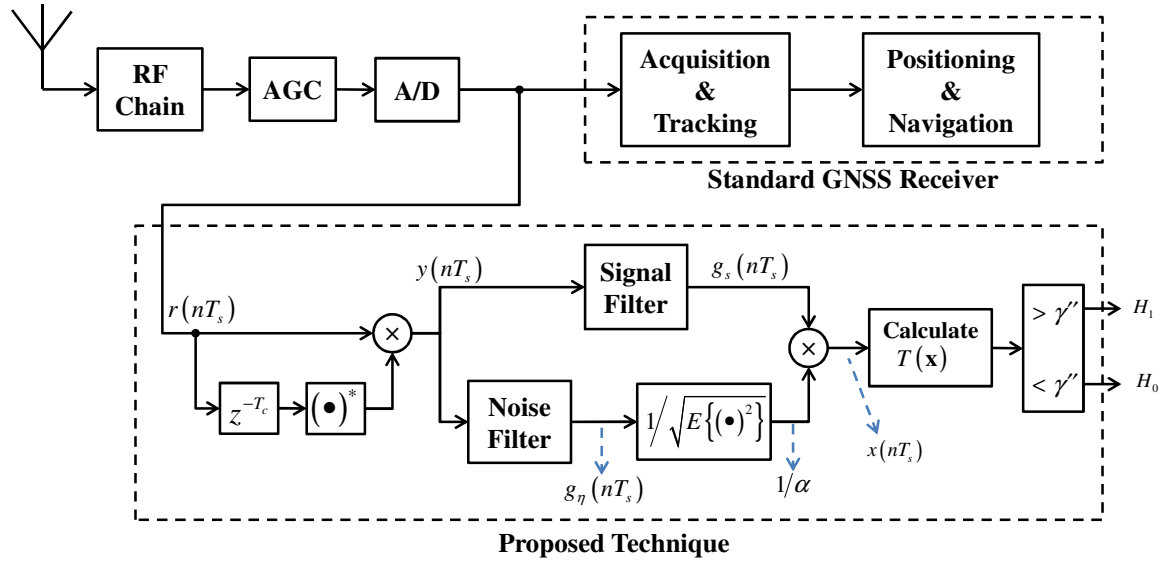 RF
Chain
AGC
A/D
Acquisition
&
Tracking
Positioning
&
Navigation
Standard GNSS Receiver
r(nT_s)
z^{-T_c}
(•)^*
×
y(nT_s)
Signal
Filter
g_s(nT_s)
Noise
Filter
g_η(nT_s)
1/√E{(•)^2}
1/α
×
x(nT_s)
Calculate
T(x)
> γ''
< γ''
H_1
H_0
Proposed Technique